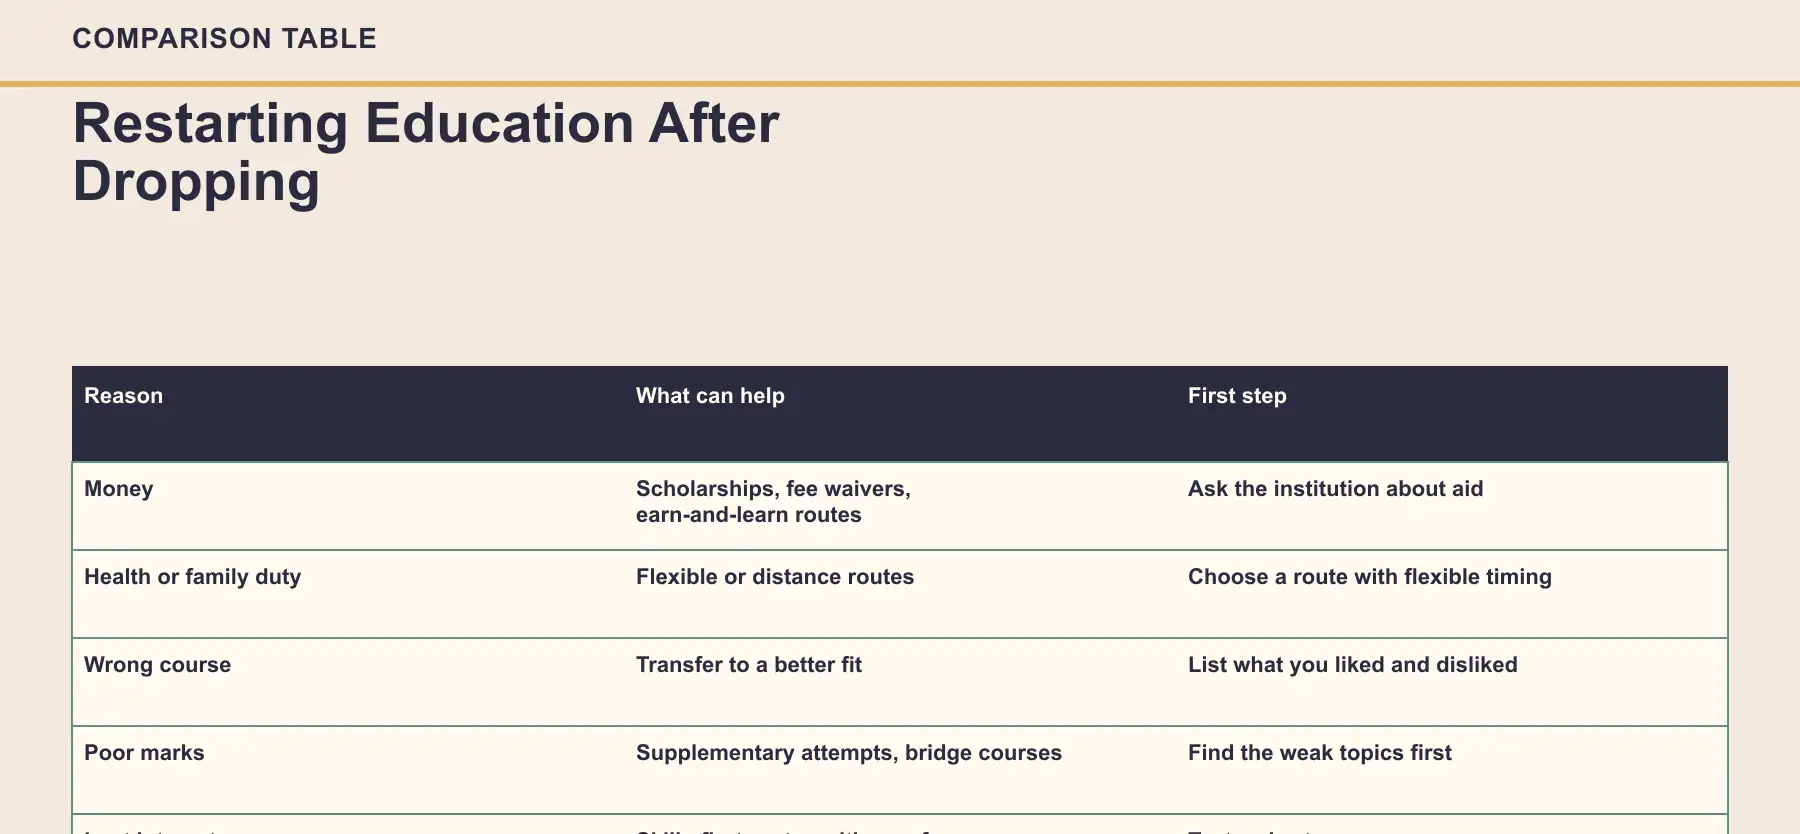 COMPARISON TABLE
Restarting Education After
Dropping
Reason What can help First step
Money Scholarships, fee waivers, Ask the institution about aid
earn-and-learn routes
Health or family duty Flexible or distance routes Choose a route with flexible timing
Wrong course Transfer to a better fit List what you liked and disliked
Poor marks Supplementary attempts, bridge courses Find the weak topics first